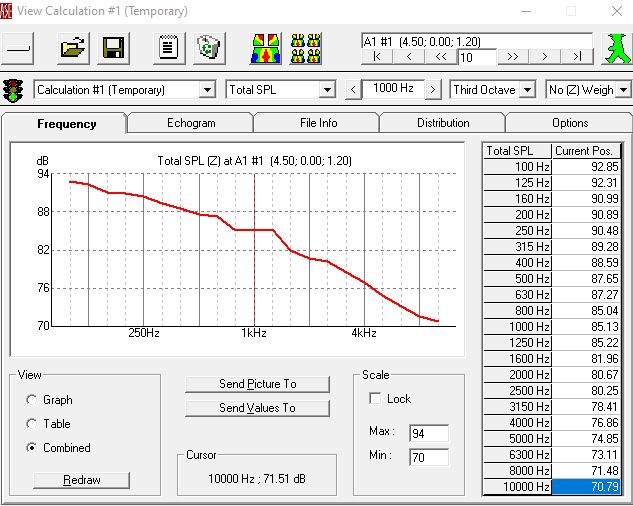 EASE
View Calculation #1 (Temporary)
A1 #1 (4.50; 0.00; 1.20)
|< < << 10 >> > >|
Calculation #1 (Temporary) Total SPL < 1000 Hz > Third Octave No (Z) Weigh
Frequency Echogram File Info Distribution Options
dB Total SPL (Z) at A1 #1 (4.50; 0.00; 1.20)
94
88
82
76
70
250Hz 1kHz 4kHz
Total SPL Current Pos.
100 Hz 92.85
125 Hz 92.31
160 Hz 90.99
200 Hz 90.89
250 Hz 90.48
315 Hz 89.28
400 Hz 88.59
500 Hz 87.65
630 Hz 87.27
800 Hz 85.04
1000 Hz 85.13
1250 Hz 85.22
1600 Hz 81.96
2000 Hz 80.67
2500 Hz 80.25
3150 Hz 78.41
4000 Hz 76.86
5000 Hz 74.85
6300 Hz 73.11
8000 Hz 71.48
10000 Hz 70.79
View
Graph
Table
Combined
Redraw
Send Picture To
Send Values To
Cursor
10000 Hz ; 71.51 dB
Scale
Lock
Max : 94
Min : 70